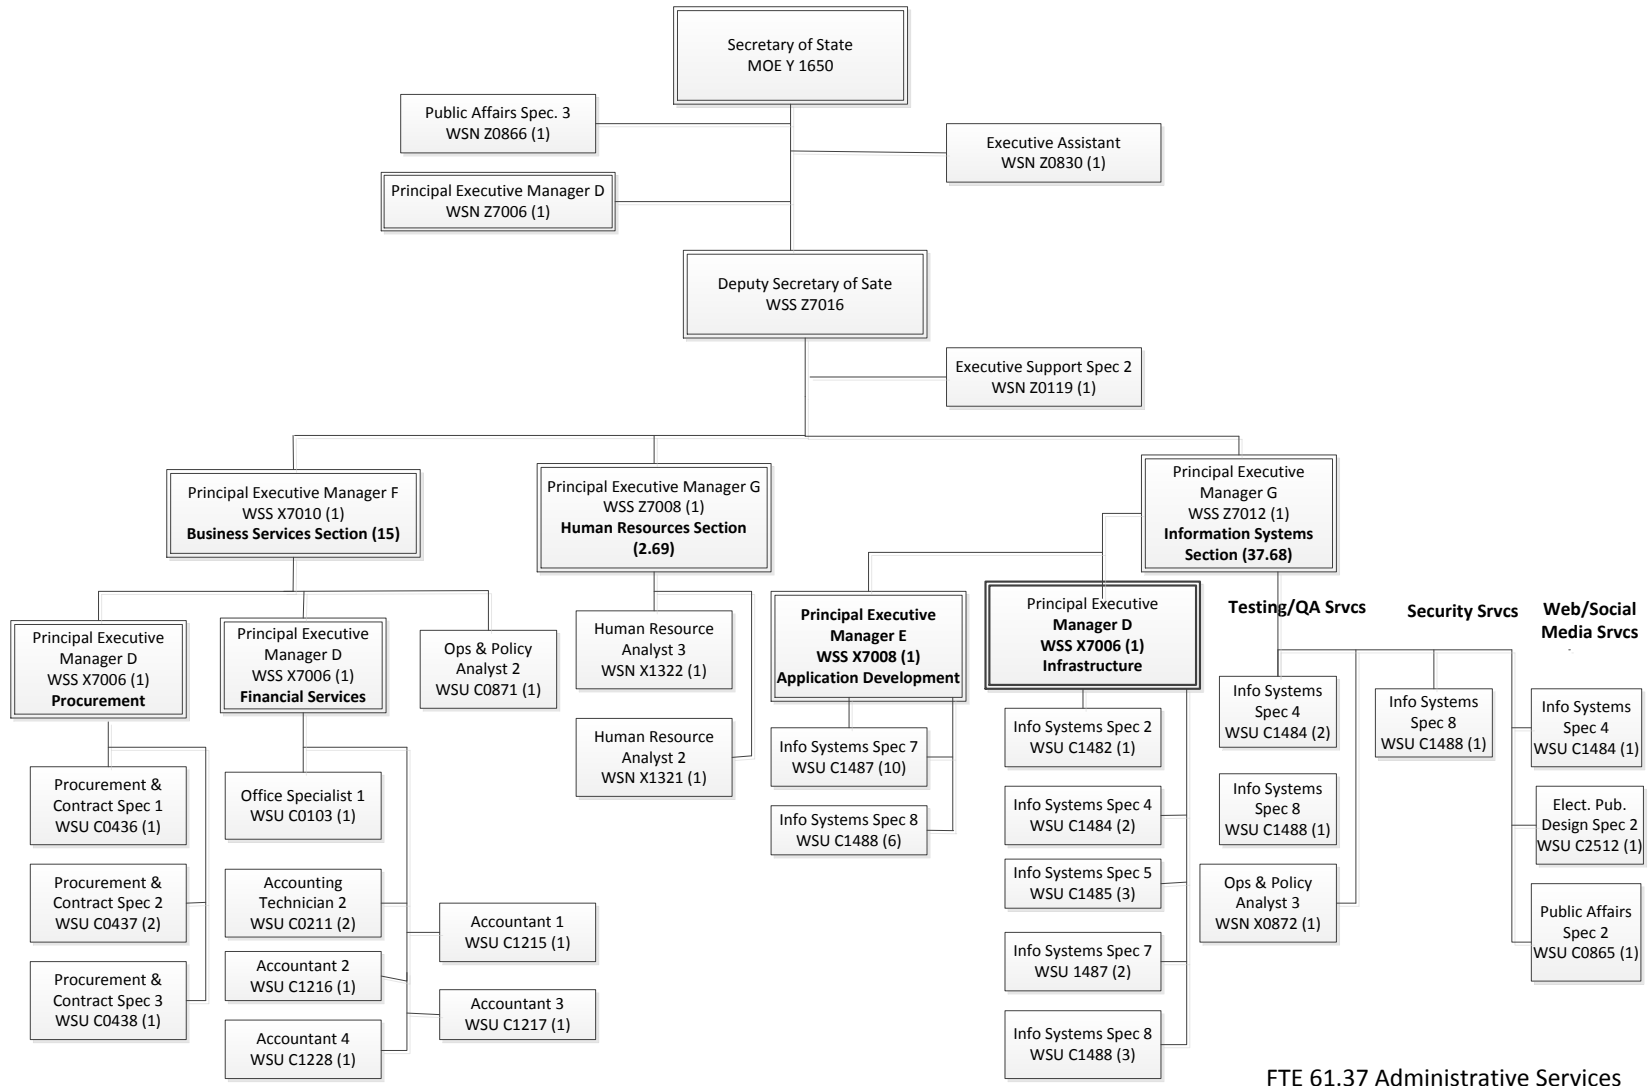 Secretary of State
MOE Y 1650
Public Affairs Spec. 3
WSN Z0866 (1)
Executive Assistant
WSN Z0830 (1)
Principal Executive Manager D
WSN Z7006 (1)
Deputy Secretary of Sate
WSS Z7016
Executive Support Spec 2
WSN Z0119 (1)
Principal Executive Manager F
WSS X7010 (1)
Business Services Section (15)
Principal Executive Manager G
WSS Z7008 (1)
Human Resources Section
(2.69)
Principal Executive
Manager G
WSS Z7012 (1)
Information Systems
Section (37.68)
Principal Executive
Manager D
WSS X7006 (1)
Procurement
Principal Executive
Manager D
WSS X7006 (1)
Financial Services
Ops & Policy
Analyst 2
WSU C0871 (1)
Human Resource
Analyst 3
WSN X1322 (1)
Human Resource
Analyst 2
WSN X1321 (1)
Principal Executive
Manager E
WSS X7008 (1)
Application Development
Principal Executive
Manager D
WSS X7006 (1)
Infrastructure
Testing/QA Srvcs
Security Srvcs
Web/Social
Media Srvcs
Procurement &
Contract Spec 1
WSU C0436 (1)
Procurement &
Contract Spec 2
WSU C0437 (2)
Procurement &
Contract Spec 3
WSU C0438 (1)
Office Specialist 1
WSU C0103 (1)
Accounting
Technician 2
WSU C0211 (2)
Accountant 1
WSU C1215 (1)
Accountant 2
WSU C1216 (1)
Accountant 3
WSU C1217 (1)
Accountant 4
WSU C1228 (1)
Info Systems Spec 7
WSU C1487 (10)
Info Systems Spec 8
WSU C1488 (6)
Info Systems Spec 2
WSU C1482 (1)
Info Systems Spec 4
WSU C1484 (2)
Info Systems Spec 5
WSU C1485 (3)
Info Systems Spec 7
WSU 1487 (2)
Info Systems Spec 8
WSU C1488 (3)
Info Systems
Spec 4
WSU C1484 (2)
Info Systems
Spec 8
WSU C1488 (1)
Ops & Policy
Analyst 3
WSN X0872 (1)
Info Systems
Spec 8
WSU C1488 (1)
Info Systems
Spec 4
WSU C1484 (1)
Elect. Pub.
Design Spec 2
WSU C2512 (1)
Public Affairs
Spec 2
WSU C0865 (1)
FTE 61.37 Administrative Services